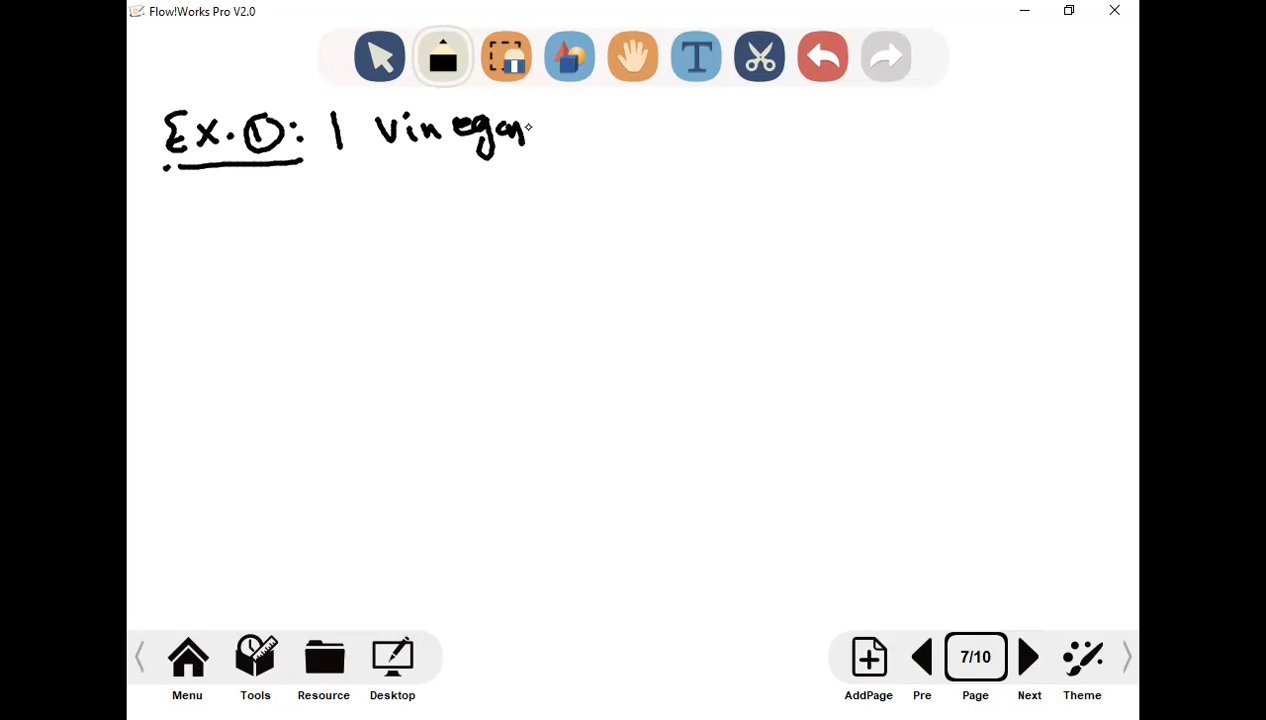 Flow!Works Pro V2.0
Ex. ①: 1 Vinegar
T
7/10
Menu Tools Resource Desktop AddPage Pre Page Next Theme